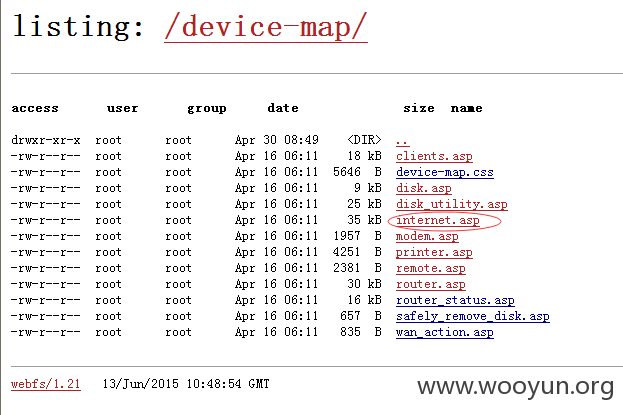 listing: /device-map/
access user group date size name
drwxr-xr-x root root Apr 30 08:49 <DIR> ..
-rw-r--r-- root root Apr 16 06:11 18 kB clients.asp
-rw-r--r-- root root Apr 16 06:11 5646 B device-map.css
-rw-r--r-- root root Apr 16 06:11 9 kB disk.asp
-rw-r--r-- root root Apr 16 06:11 25 kB disk_utility.asp
-rw-r--r-- root root Apr 16 06:11 35 kB internet.asp
-rw-r--r-- root root Apr 16 06:11 1957 B modem.asp
-rw-r--r-- root root Apr 16 06:11 4251 B printer.asp
-rw-r--r-- root root Apr 16 06:11 2381 B remote.asp
-rw-r--r-- root root Apr 16 06:11 30 kB router.asp
-rw-r--r-- root root Apr 16 06:11 16 kB router_status.asp
-rw-r--r-- root root Apr 16 06:11 657 B safely_remove_disk.asp
-rw-r--r-- root root Apr 16 06:11 835 B wan_action.asp
webfs/1.21 13/Jun/2015 10:48:54 GMT
www.wooyun.org